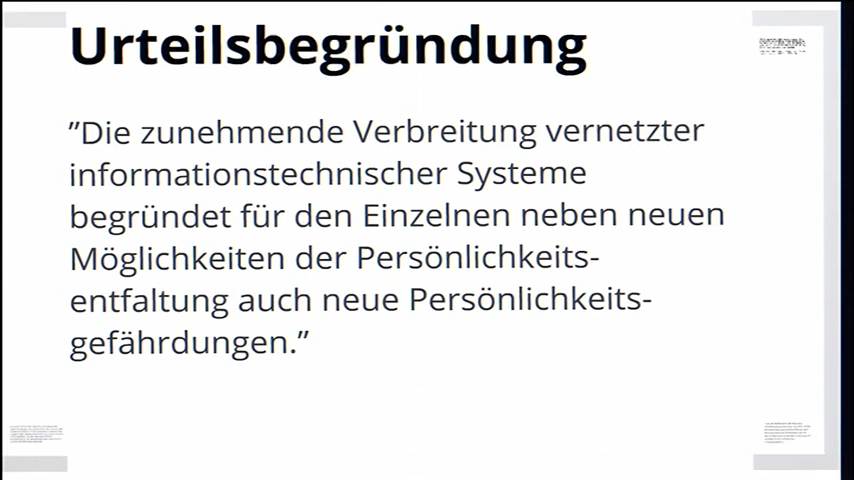 Urteilsbegründung
”Die zunehmende Verbreitung vernetzter
informationstechnischer Systeme
begründet für den Einzelnen neben neuen
Möglichkeiten der Persönlichkeits-
entfaltung auch neue Persönlichkeits-
gefährdungen.”